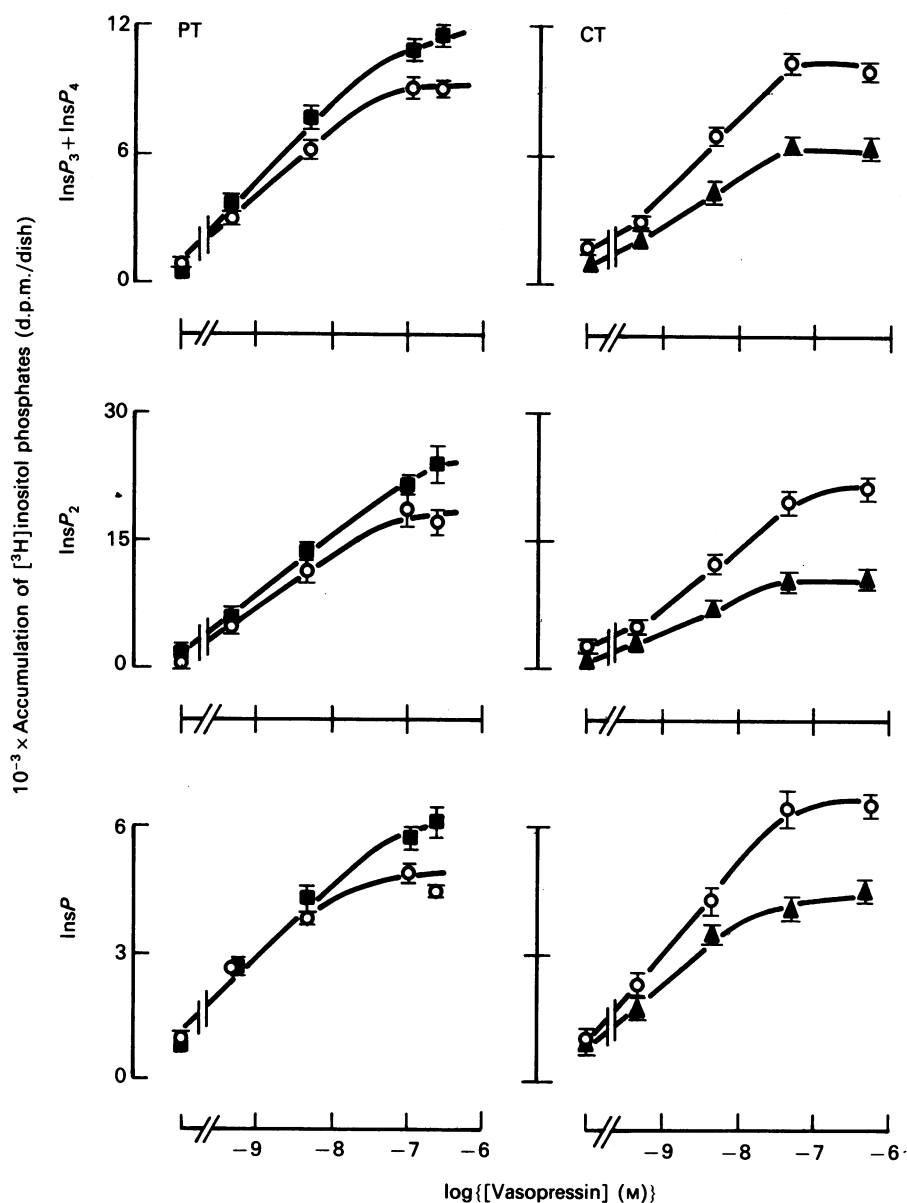 PT
CT
12
6
0
InsP₃ + InsP₄
30
15
0
InsP₂
6
3
0
InsP
10⁻³ × Accumulation of [³H]inositol phosphates (d.p.m./dish)
−9 −8 −7 −6
−9 −8 −7 −6
log{[Vasopressin] (M)}